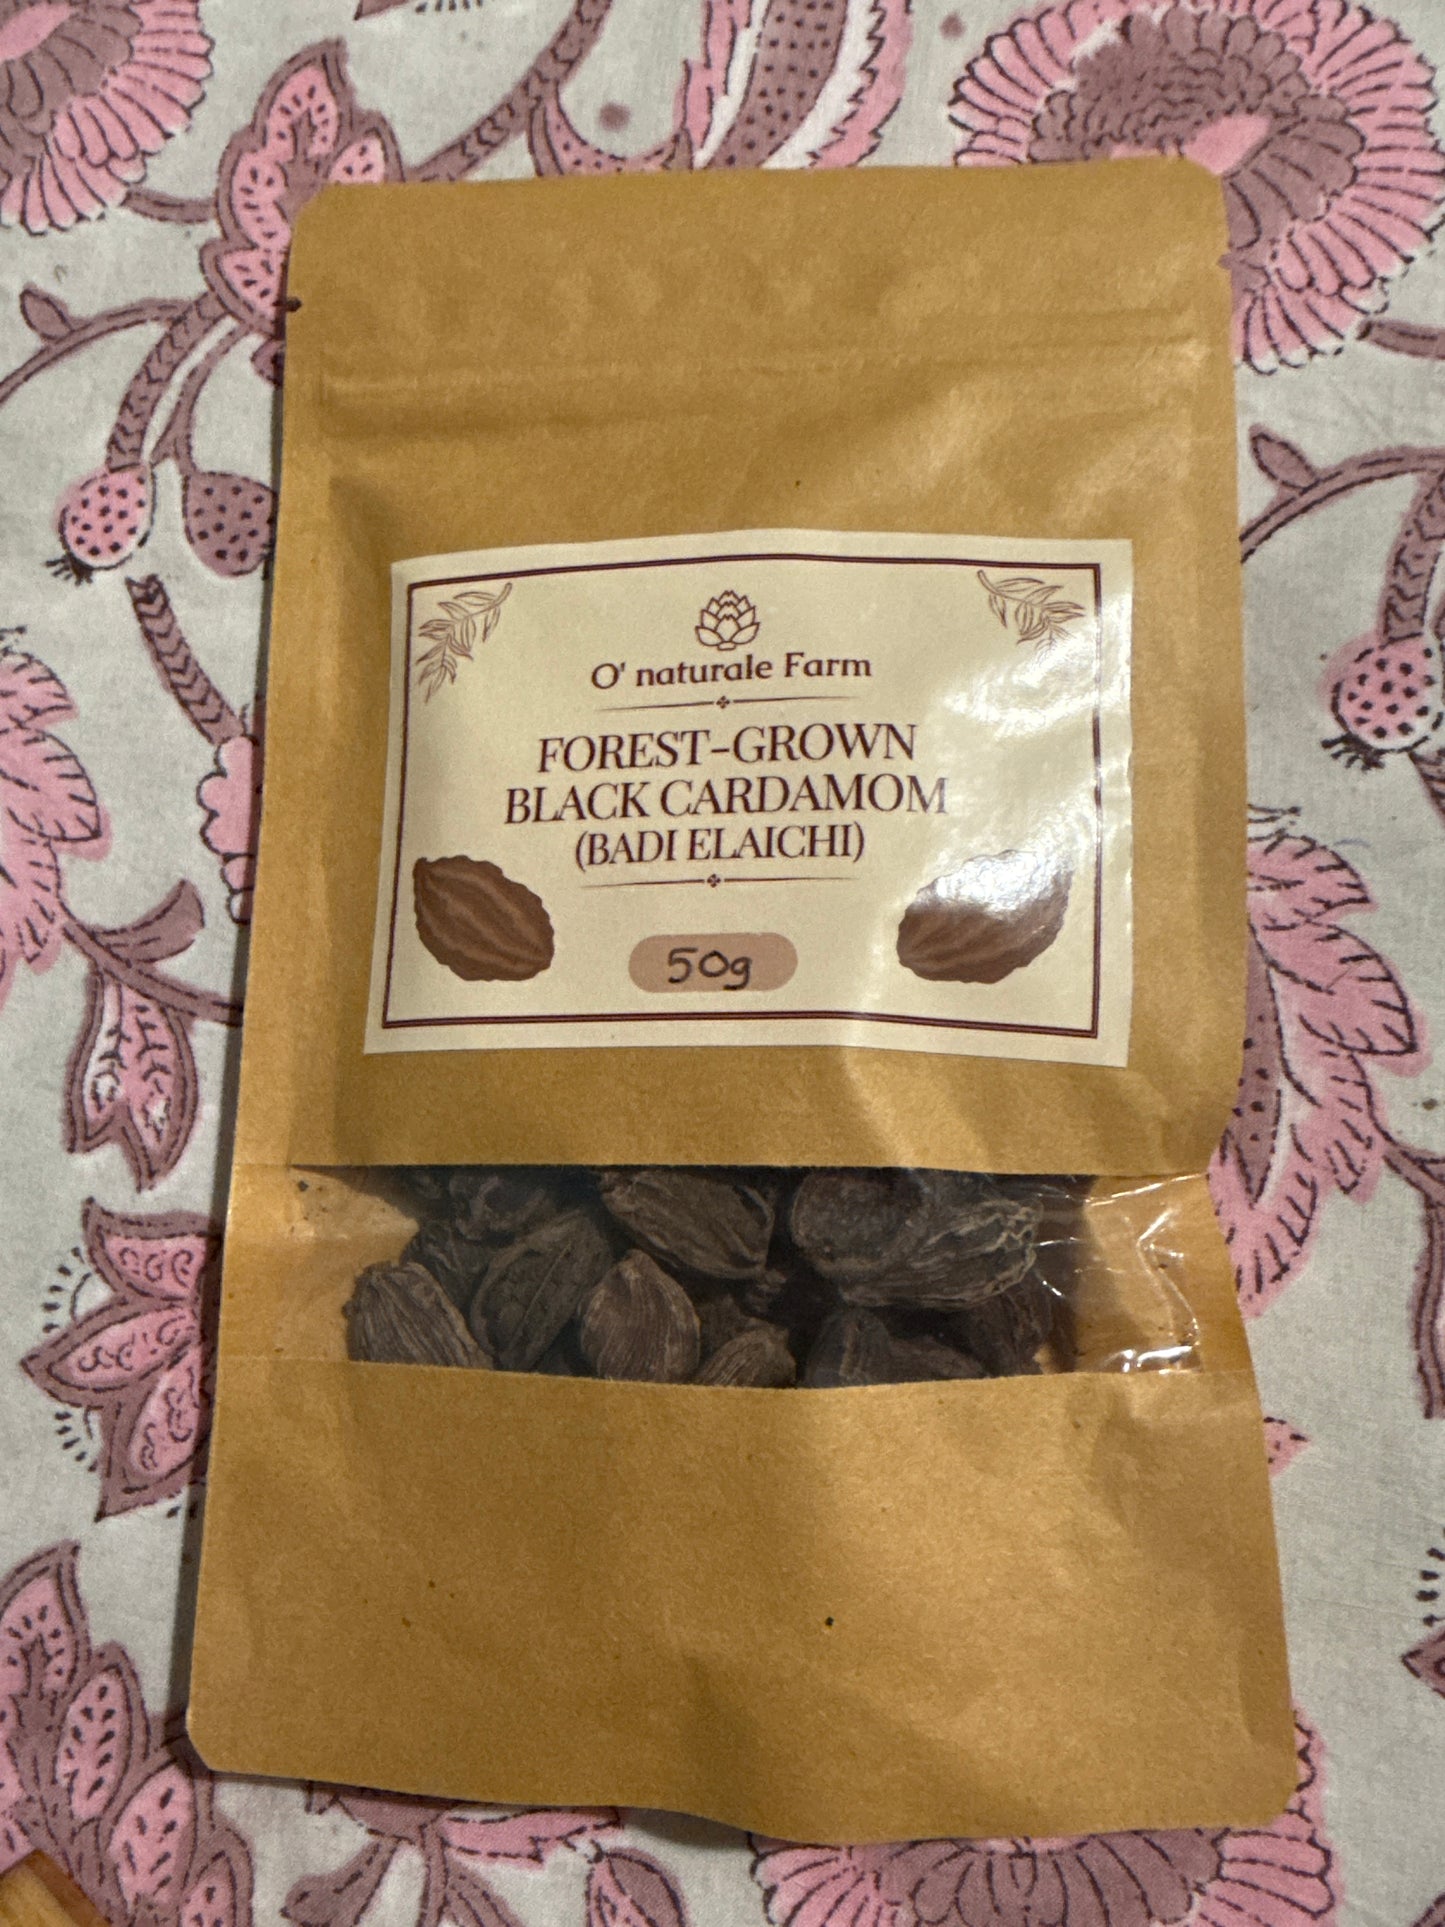 O' naturale Farm
FOREST-GROWN
BLACK CARDAMOM
(BADI ELAICHI)
50g